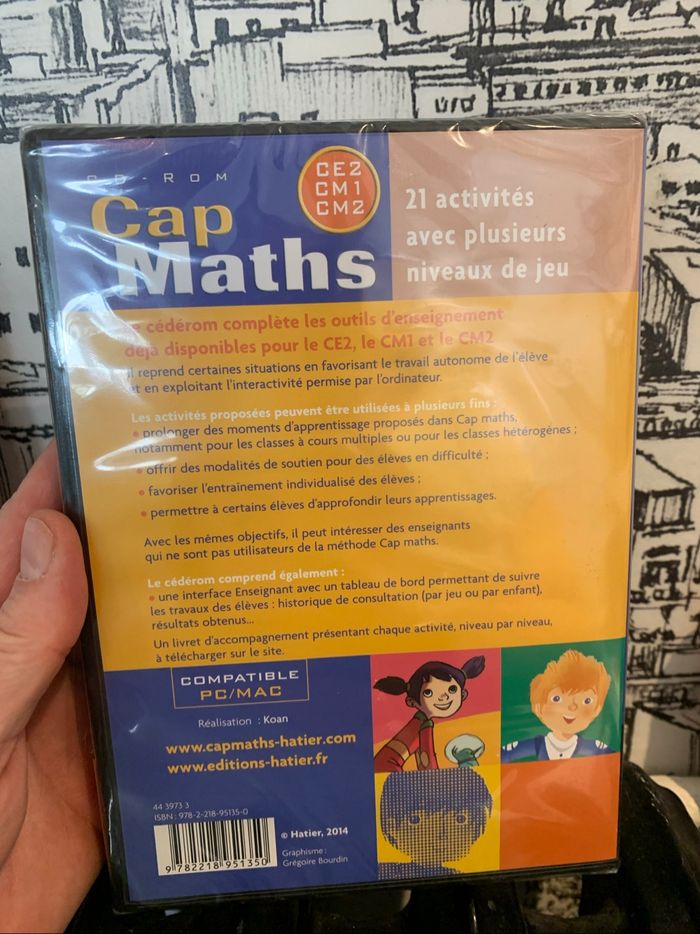 CD-ROM
Cap
Maths
CE2
CM1
CM2
21 activités
avec plusieurs
niveaux de jeu
Ce cédérom complète les outils d'enseignement
déjà disponibles pour le CE2, le CM1 et le CM2
Il reprend certaines situations en favorisant le travail autonome de l'élève
et en exploitant l'interactivité permise par l'ordinateur.
Les activités proposées peuvent être utilisées à plusieurs fins :
• prolonger des moments d'apprentissage proposés dans Cap maths,
notamment pour les classes à cours multiples ou pour les classes hétérogènes ;
• offrir des modalités de soutien pour des élèves en difficulté ;
• favoriser l'entraînement individualisé des élèves ;
• permettre à certains élèves d'approfondir leurs apprentissages.
Avec les mêmes objectifs, il peut intéresser des enseignants
qui ne sont pas utilisateurs de la méthode Cap maths.
Le cédérom comprend également :
• une interface Enseignant avec un tableau de bord permettant de suivre
les travaux des élèves : historique de consultation (par jeu ou par enfant),
résultats obtenus...
Un livret d'accompagnement présentant chaque activité, niveau par niveau,
à télécharger sur le site.
COMPATIBLE
PC/MAC
Réalisation : Koan
www.capmaths-hatier.com
www.editions-hatier.fr
44 3973 3
ISBN : 978-2-218-95135-0
9 782218 951350
© Hatier, 2014
Graphisme :
Grégoire Bourdin